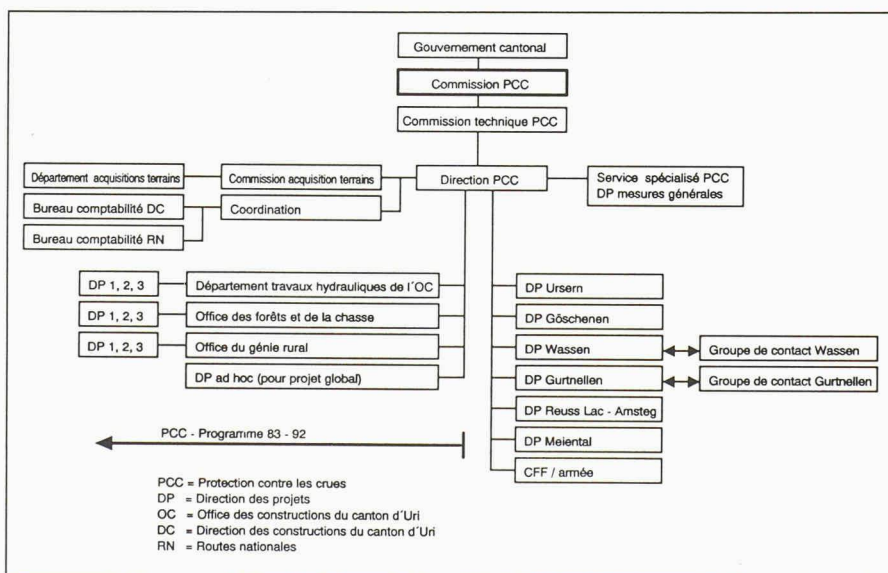 Gouvernement cantonal
Commission PCC
Commission technique PCC
Département acquisitions terrains
Commission acquisition terrains
Direction PCC
Service spécialisé PCC
DP mesures générales
Bureau comptabilité DC
Coordination
Bureau comptabilité RN
DP 1, 2, 3
Département travaux hydrauliques de l´OC
DP 1, 2, 3
Office des forêts et de la chasse
DP 1, 2, 3
Office du génie rural
DP ad hoc (pour projet global)
DP Ursern
DP Göschenen
DP Wassen
Groupe de contact Wassen
DP Gurtnellen
Groupe de contact Gurtnellen
DP Reuss Lac - Amsteg
DP Meiental
CFF / armée
PCC - Programme 83 - 92
PCC = Protection contre les crues
DP = Direction des projets
OC = Office des constructions du canton d´Uri
DC = Direction des constructions du canton d´Uri
RN = Routes nationales